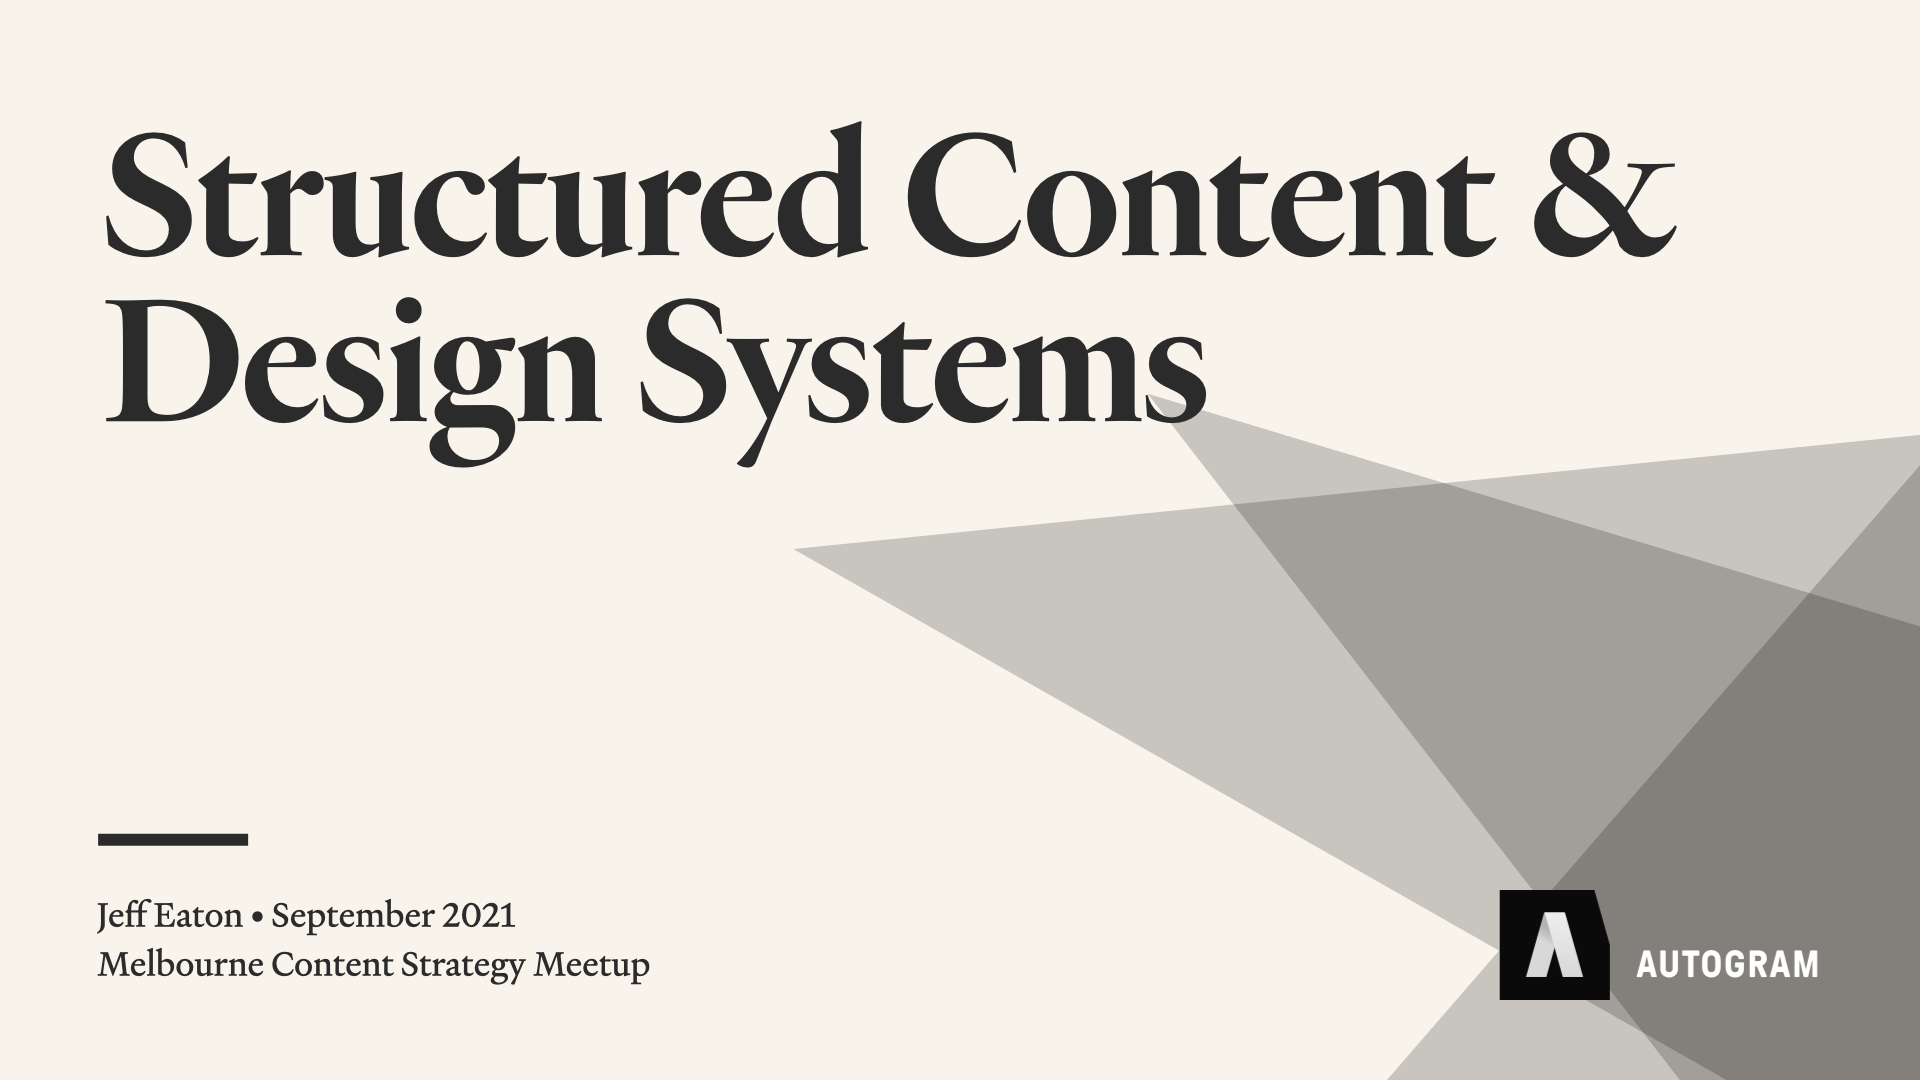 Structured Content &
Design Systems
Jeff Eaton • September 2021
Melbourne Content Strategy Meetup
AUTOGRAM